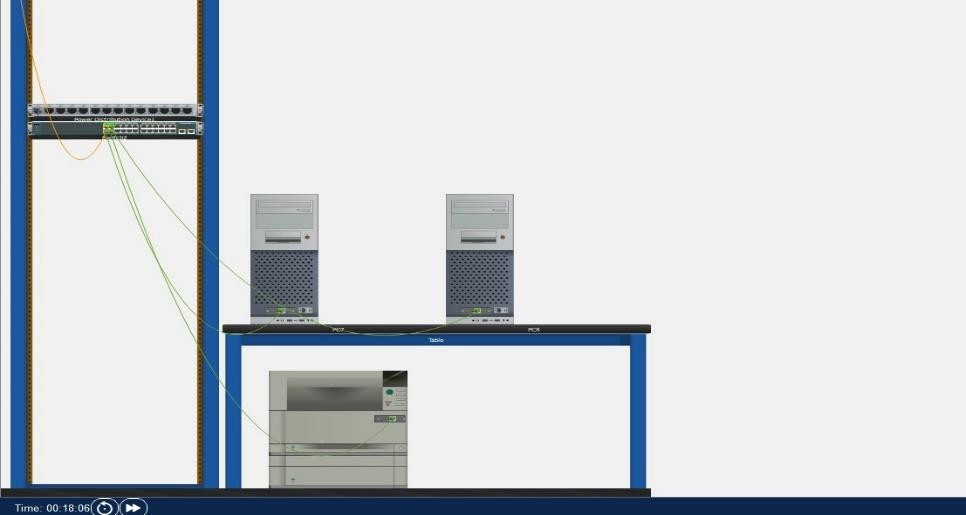 Power Distribution Device1
Switch2
PC7
PC8
Table
Time: 00:18:06